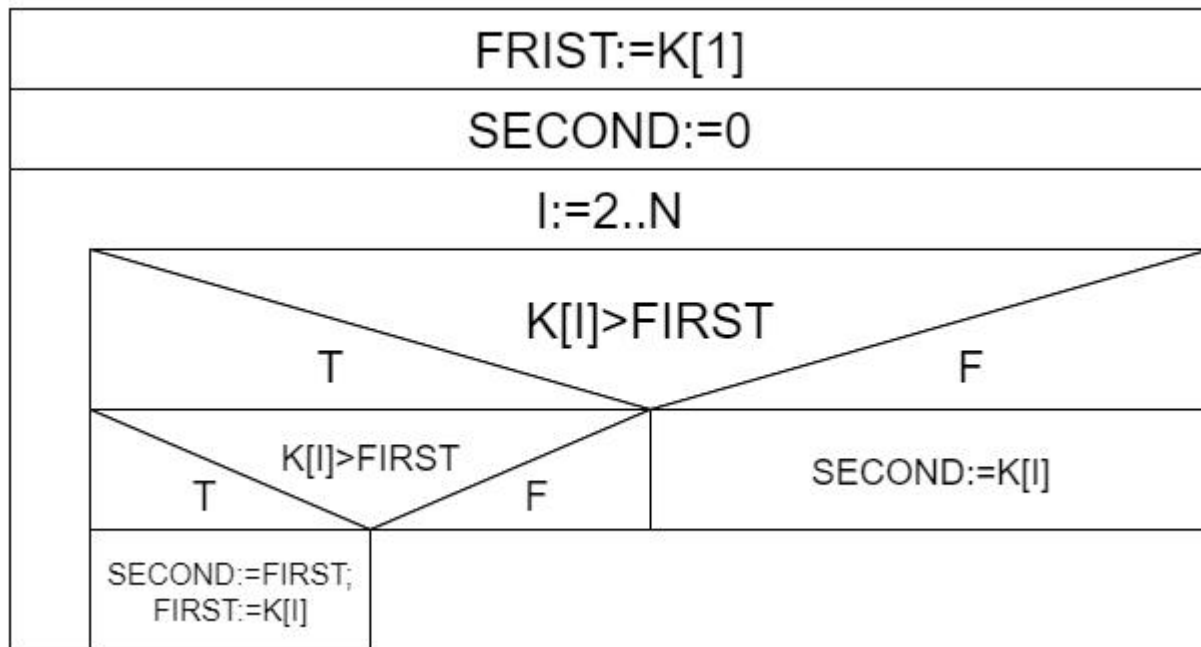 FRIST:=K[1]
SECOND:=0
I:=2..N
K[I]>FIRST
T
F
K[I]>FIRST
T
F
SECOND:=K[I]
SECOND:=FIRST;
FIRST:=K[I]